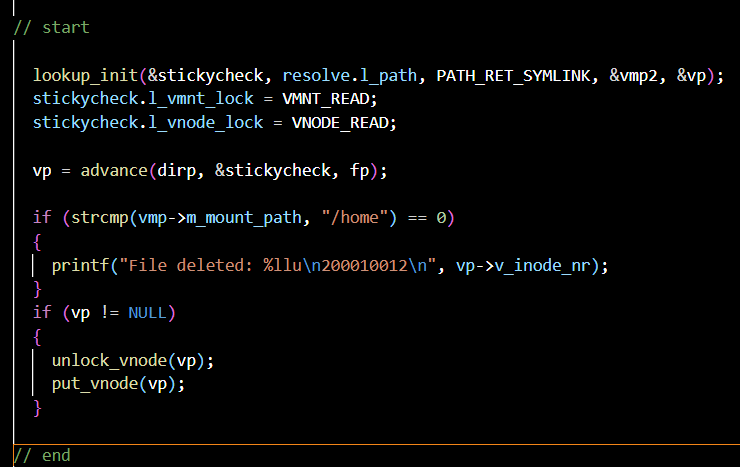 // start
lookup_init(&stickycheck, resolve.l_path, PATH_RET_SYMLINK, &vmp2, &vp);
stickycheck.l_vmnt_lock = VMNT_READ;
stickycheck.l_vnode_lock = VNODE_READ;
vp = advance(dirp, &stickycheck, fp);
if (strcmp(vmp->m_mount_path, "/home") == 0)
{
printf("File deleted: %llu\n200010012\n", vp->v_inode_nr);
}
if (vp != NULL)
{
unlock_vnode(vp);
put_vnode(vp);
}
// end